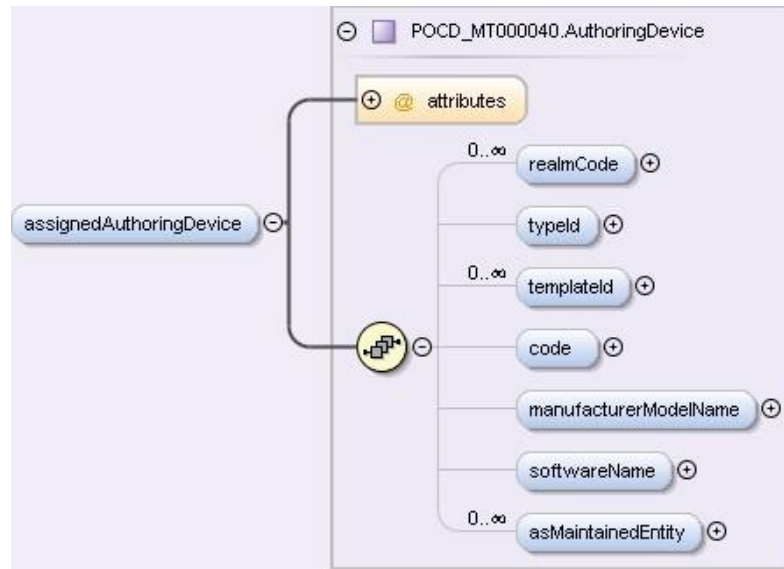 POCD_MT000040.AuthoringDevice
@ attributes
0..∞
realmCode
assignedAuthoringDevice
typeId
0..∞
templateId
code
manufacturerModelName
softwareName
0..∞
asMaintainedEntity